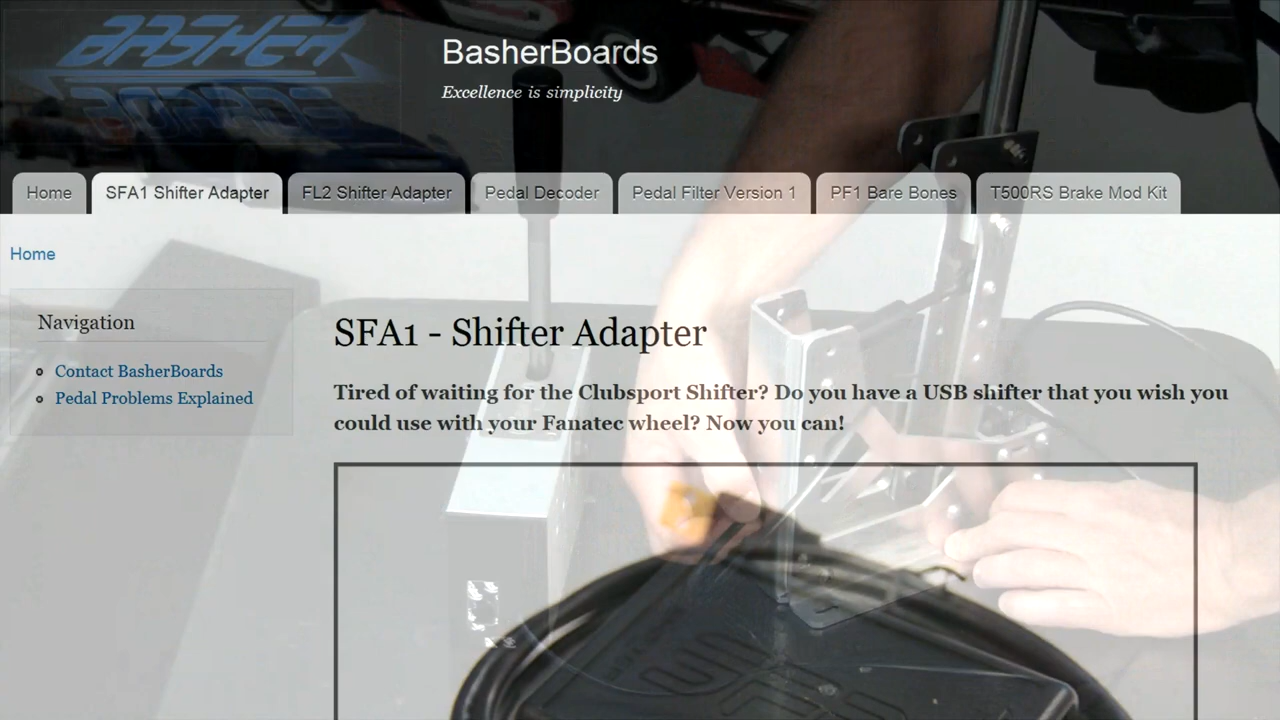 BASHER
BOARDS
BasherBoards
Excellence is simplicity
Home
SFA1 Shifter Adapter
FL2 Shifter Adapter
Pedal Decoder
Pedal Filter Version 1
PF1 Bare Bones
T500RS Brake Mod Kit
Home
Navigation
Contact BasherBoards
Pedal Problems Explained
SFA1 - Shifter Adapter
Tired of waiting for the Clubsport Shifter? Do you have a USB shifter that you wish you
could use with your Fanatec wheel? Now you can!